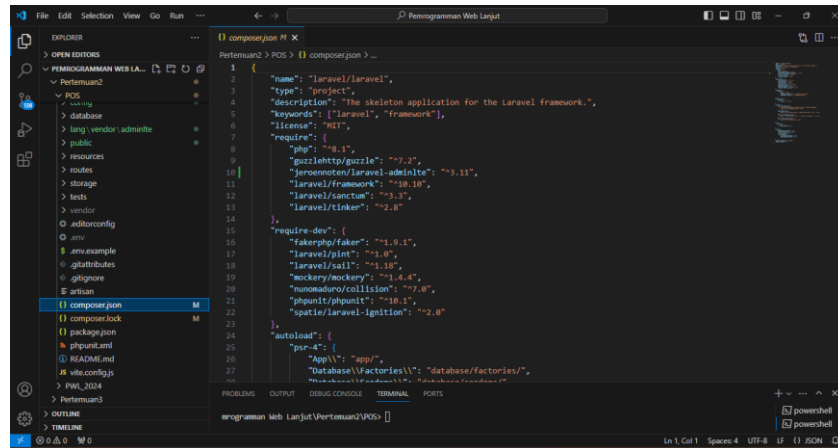 File Edit Selection View Go Run ···
Pemrograman Web Lanjut
EXPLORER ···
OPEN EDITORS
PEMROGRAMMAN WEB LA...
Pertemuan2
POS
config
database
lang \ vendor \ adminlte
public
resources
routes
storage
tests
vendor
.editorconfig
.env
.env.example
.gitattributes
.gitignore
artisan
composer.json M
composer.lock M
package.json
phpunit.xml
README.md
vite.config.js
PWL_2024
Pertemuan3
OUTLINE
TIMELINE
{} composer.json M ×
Pertemuan2 > POS > {} composer.json > ...
1 {
2 "name": "laravel/laravel",
3 "type": "project",
4 "description": "The skeleton application for the Laravel framework.",
5 "keywords": ["laravel", "framework"],
6 "license": "MIT",
7 "require": {
8 "php": "^8.1",
9 "guzzlehttp/guzzle": "^7.2",
10 "jeroennoten/laravel-adminlte": "^3.11",
11 "laravel/framework": "^10.10",
12 "laravel/sanctum": "^3.3",
13 "laravel/tinker": "^2.8"
14 },
15 "require-dev": {
16 "fakerphp/faker": "^1.9.1",
17 "laravel/pint": "^1.0",
18 "laravel/sail": "^1.18",
19 "mockery/mockery": "^1.4.4",
20 "nunomaduro/collision": "^7.0",
21 "phpunit/phpunit": "^10.1",
22 "spatie/laravel-ignition": "^2.0"
23 },
24 "autoload": {
25 "psr-4": {
26 "App\\": "app/",
27 "Database\\Factories\\": "database/factories/",
28 "Database\\Seeders\\": "database/seeders/"
PROBLEMS OUTPUT DEBUG CONSOLE TERMINAL PORTS
mrogramman Web Lanjut\Pertemuan2\POS>
powershell
powershell
0 0 0
Ln 1, Col 1 Spaces: 4 UTF-8 LF {} JSON